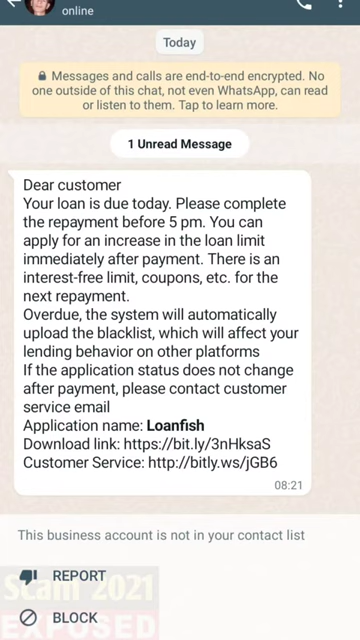 online
Today
Messages and calls are end-to-end encrypted. No
one outside of this chat, not even WhatsApp, can read
or listen to them. Tap to learn more.
1 Unread Message
Dear customer
Your loan is due today. Please complete
the repayment before 5 pm. You can
apply for an increase in the loan limit
immediately after payment. There is an
interest-free limit, coupons, etc. for the
next repayment.
Overdue, the system will automatically
upload the blacklist, which will affect your
lending behavior on other platforms
If the application status does not change
after payment, please contact customer
service email
Application name: Loanfish
Download link: https://bit.ly/3nHksaS
Customer Service: http://bitly.ws/jGB6
08:21
This business account is not in your contact list
REPORT
Scam 2021
BLOCK
EXPOSED